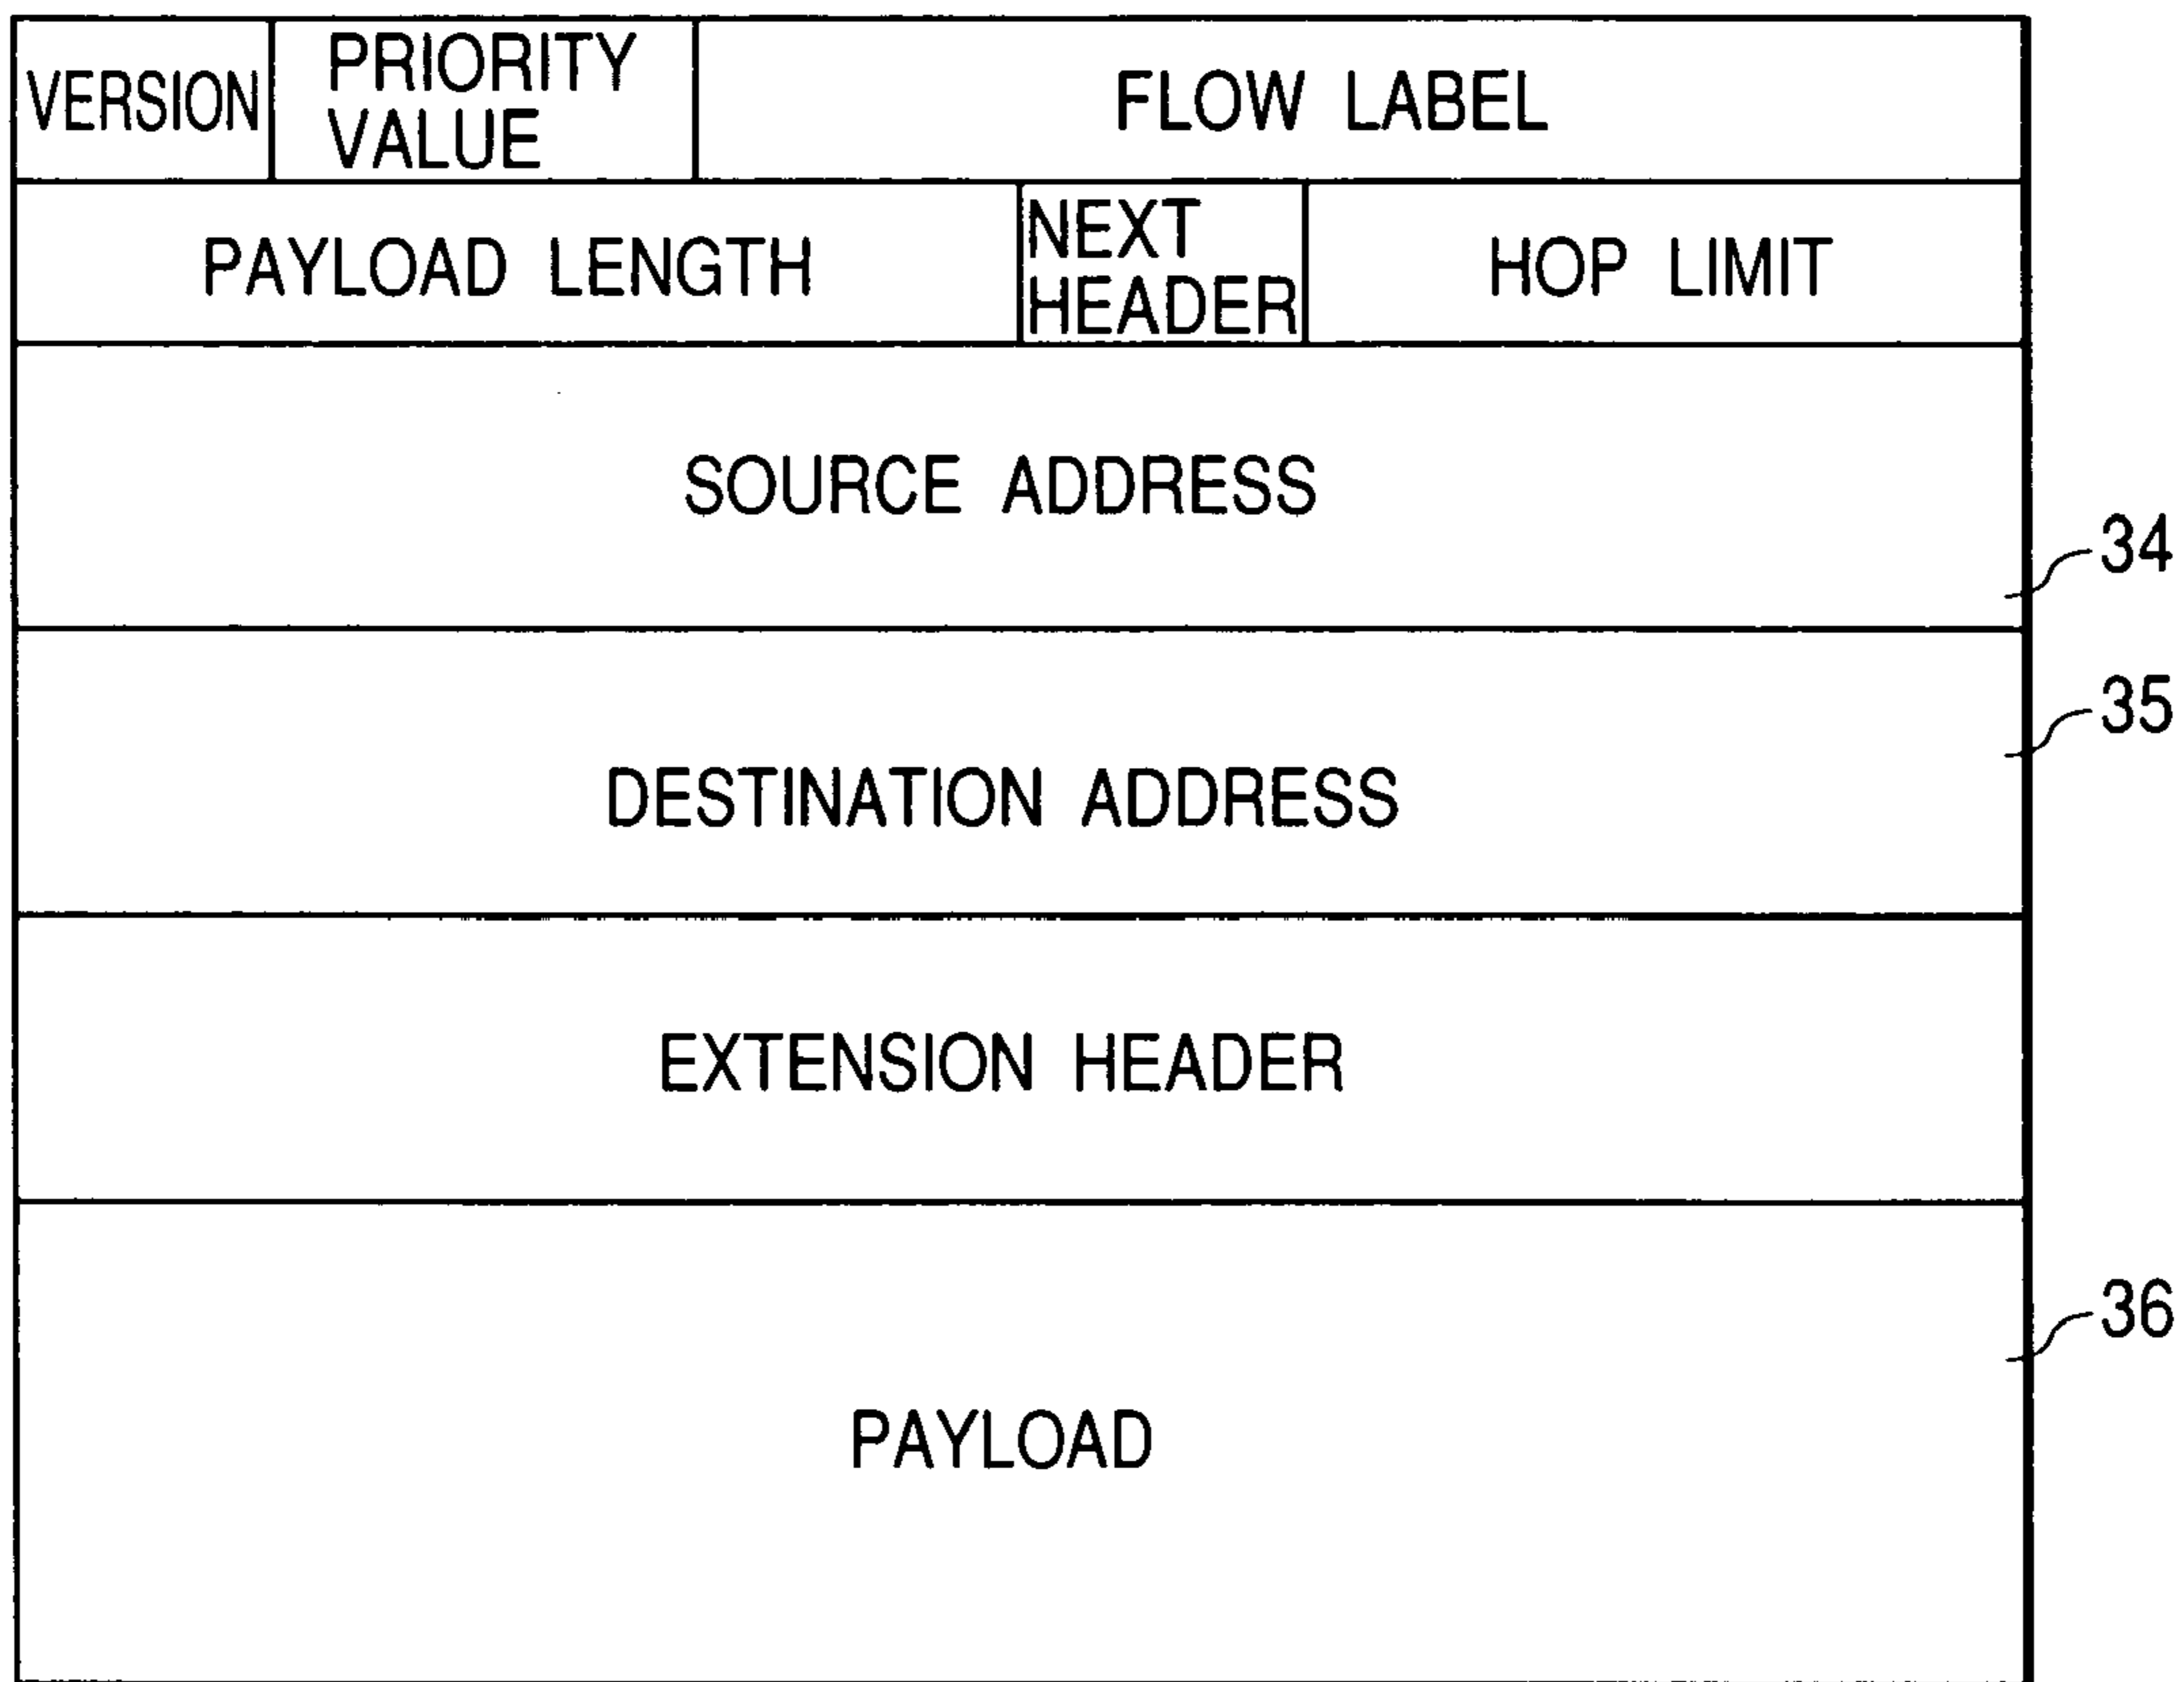 VERSION
PRIORITY
VALUE
FLOW LABEL
PAYLOAD LENGTH
NEXT
HEADER
HOP LIMIT
SOURCE ADDRESS
34
35
DESTINATION ADDRESS
EXTENSION HEADER
36
PAYLOAD